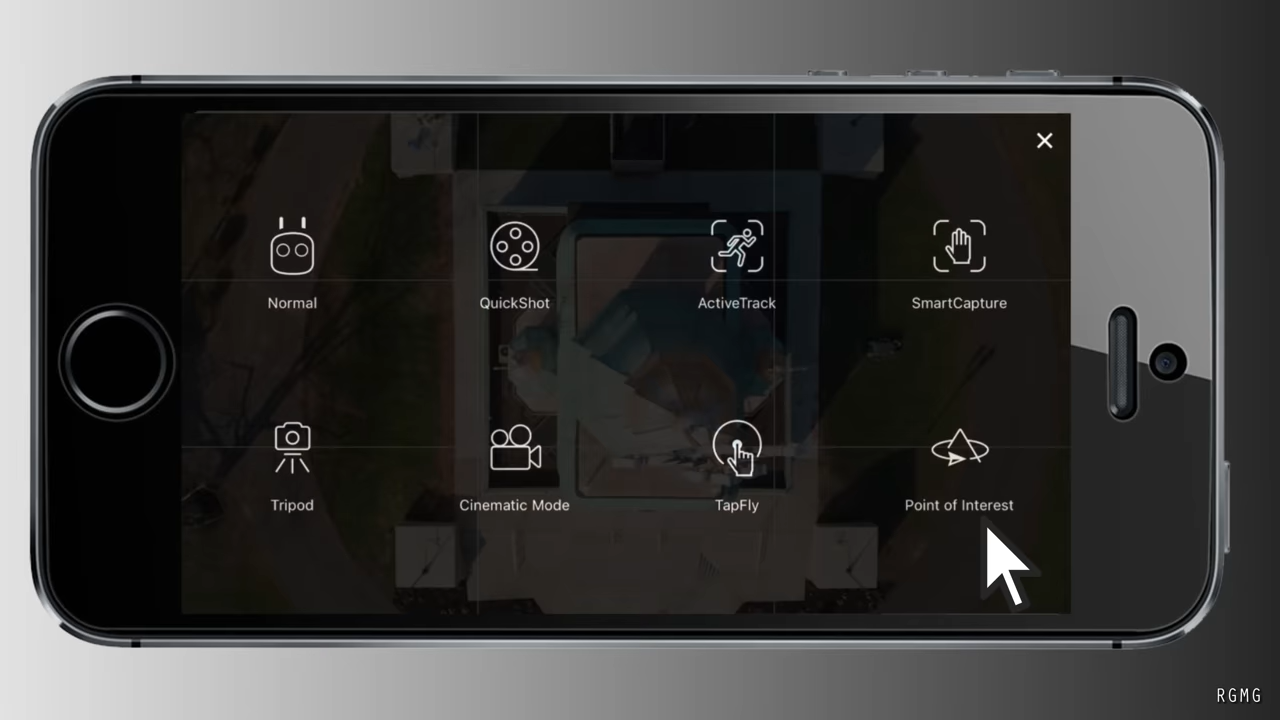 Normal
QuickShot
ActiveTrack
SmartCapture
Tripod
Cinematic Mode
TapFly
Point of Interest
RGMG